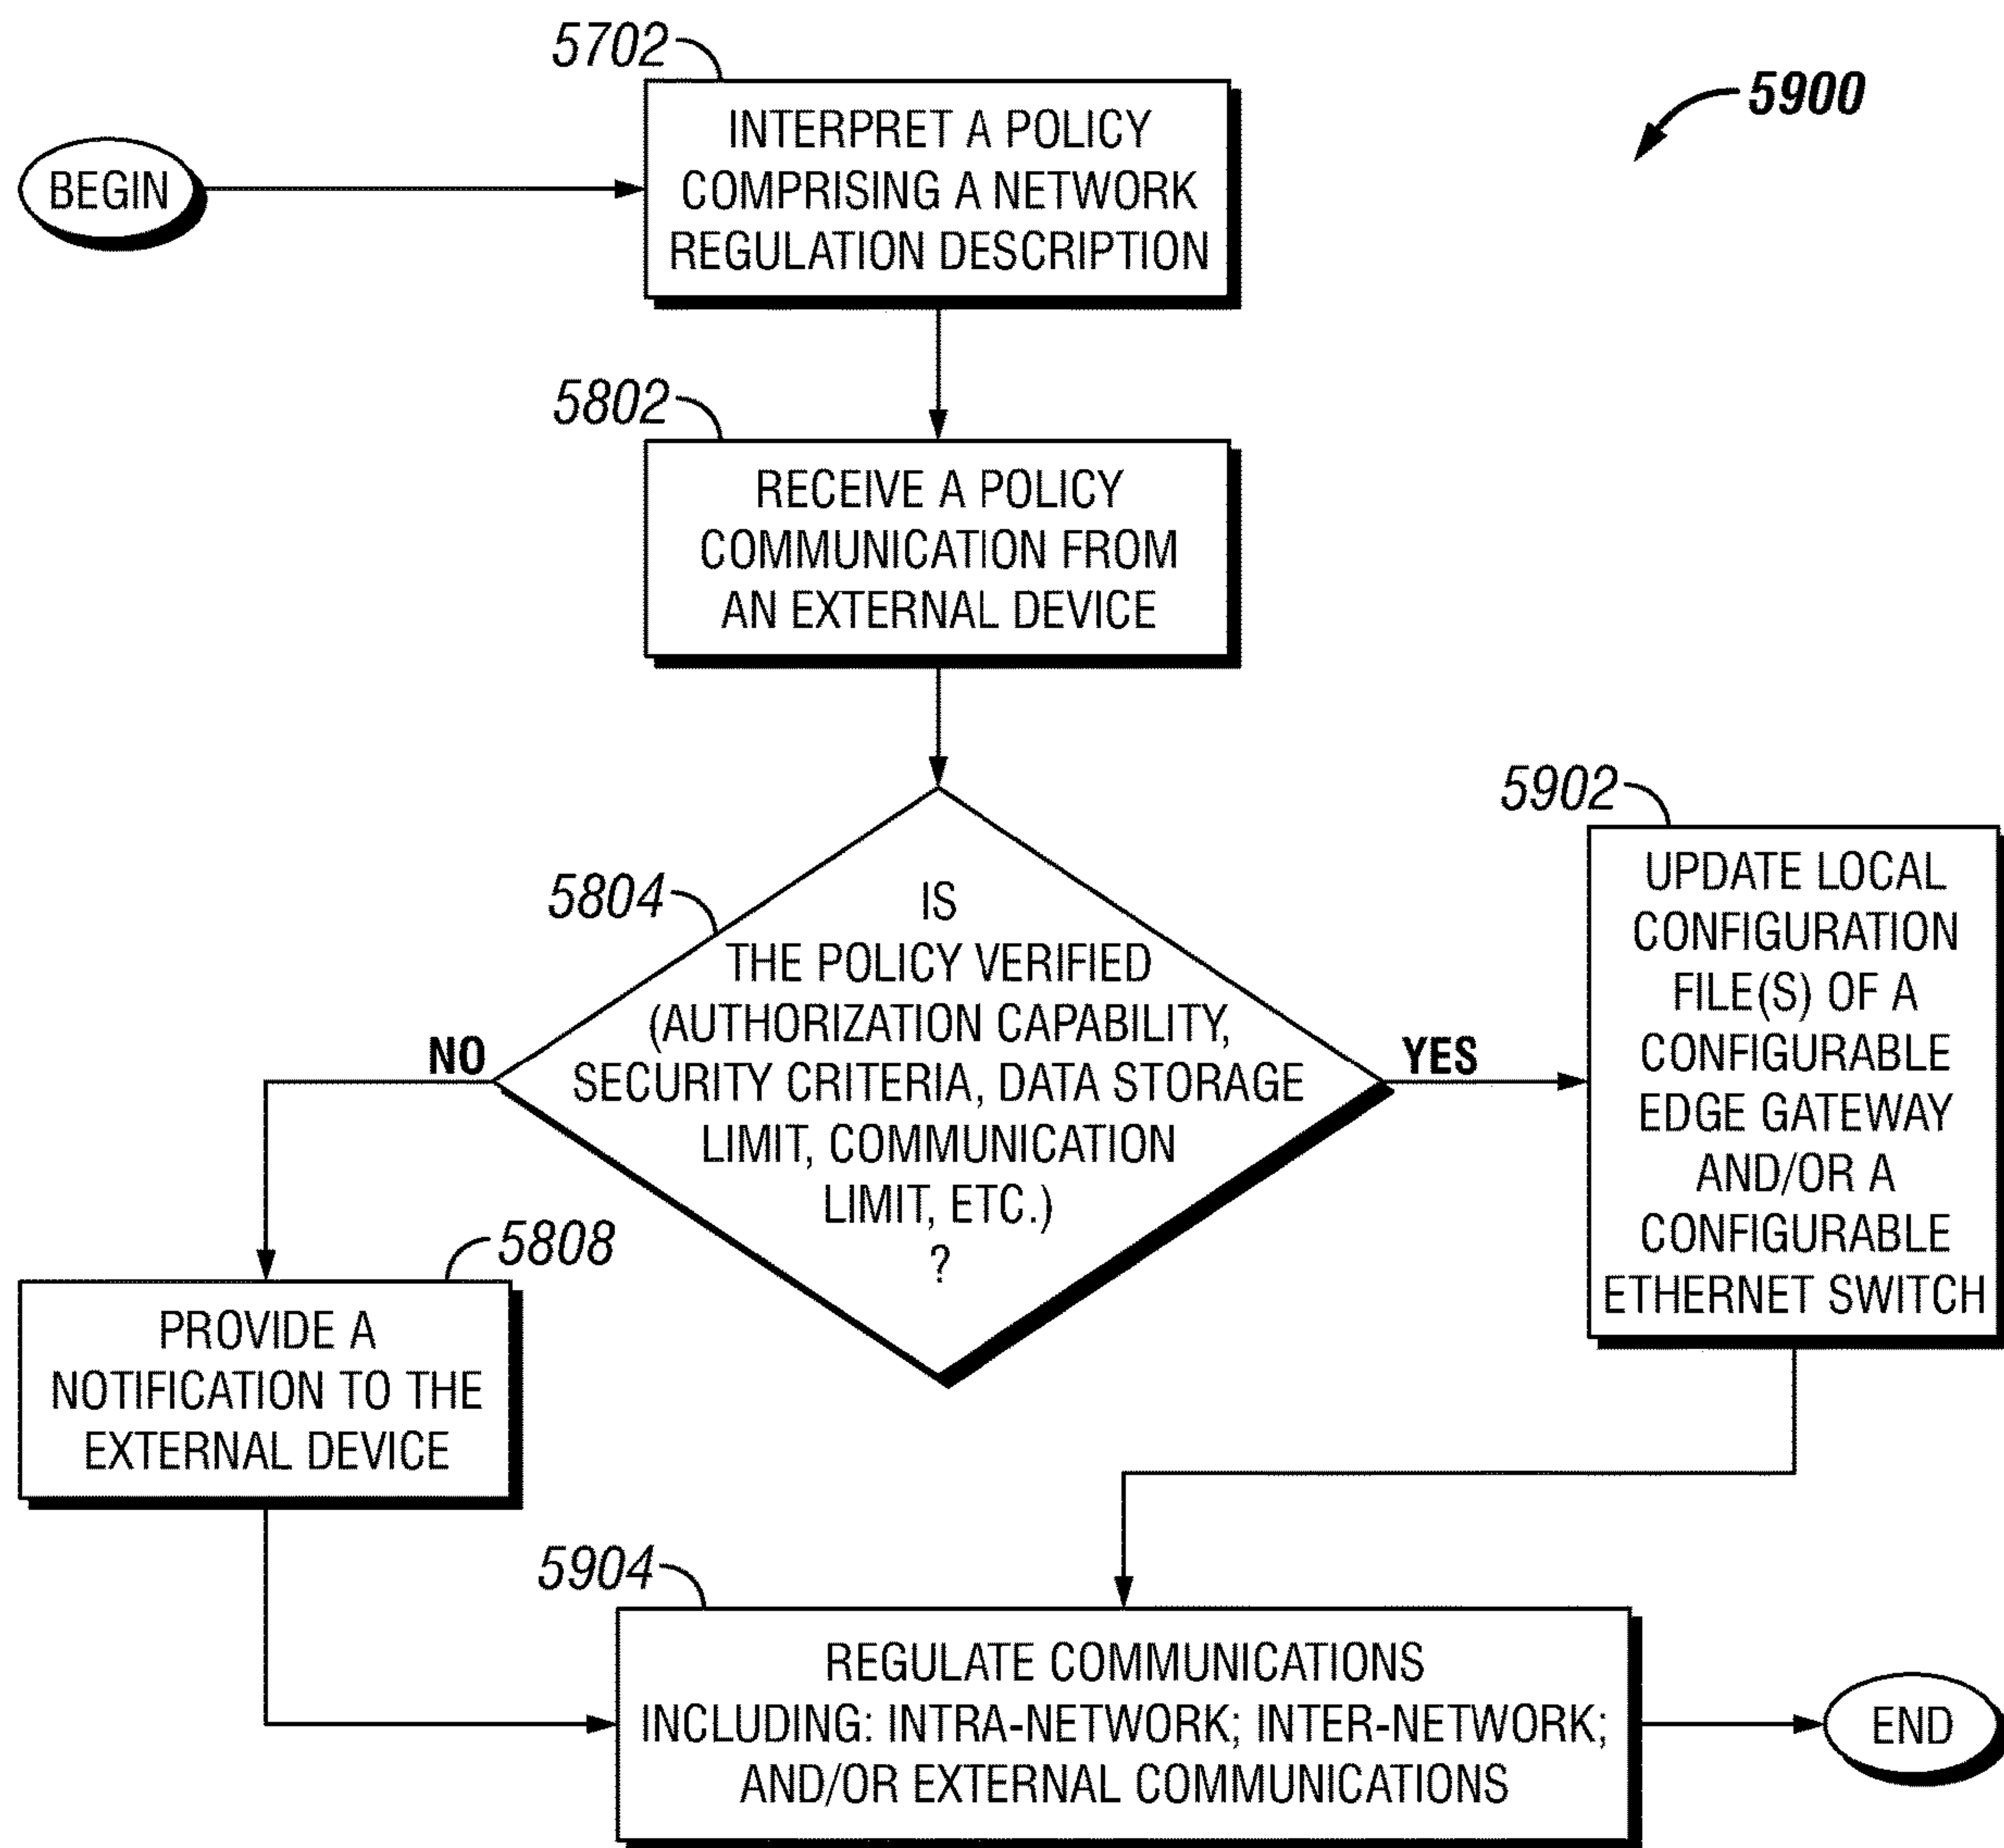 5702
5900
BEGIN
INTERPRET A POLICY
COMPRISING A NETWORK
REGULATION DESCRIPTION
5802
RECEIVE A POLICY
COMMUNICATION FROM
AN EXTERNAL DEVICE
5804
IS
THE POLICY VERIFIED
(AUTHORIZATION CAPABILITY,
SECURITY CRITERIA, DATA STORAGE
LIMIT, COMMUNICATION
LIMIT, ETC.)
?
NO
YES
5902
UPDATE LOCAL
CONFIGURATION
FILE(S) OF A
CONFIGURABLE
EDGE GATEWAY
AND/OR A
CONFIGURABLE
ETHERNET SWITCH
5808
PROVIDE A
NOTIFICATION TO THE
EXTERNAL DEVICE
5904
REGULATE COMMUNICATIONS
INCLUDING: INTRA-NETWORK; INTER-NETWORK;
AND/OR EXTERNAL COMMUNICATIONS
END